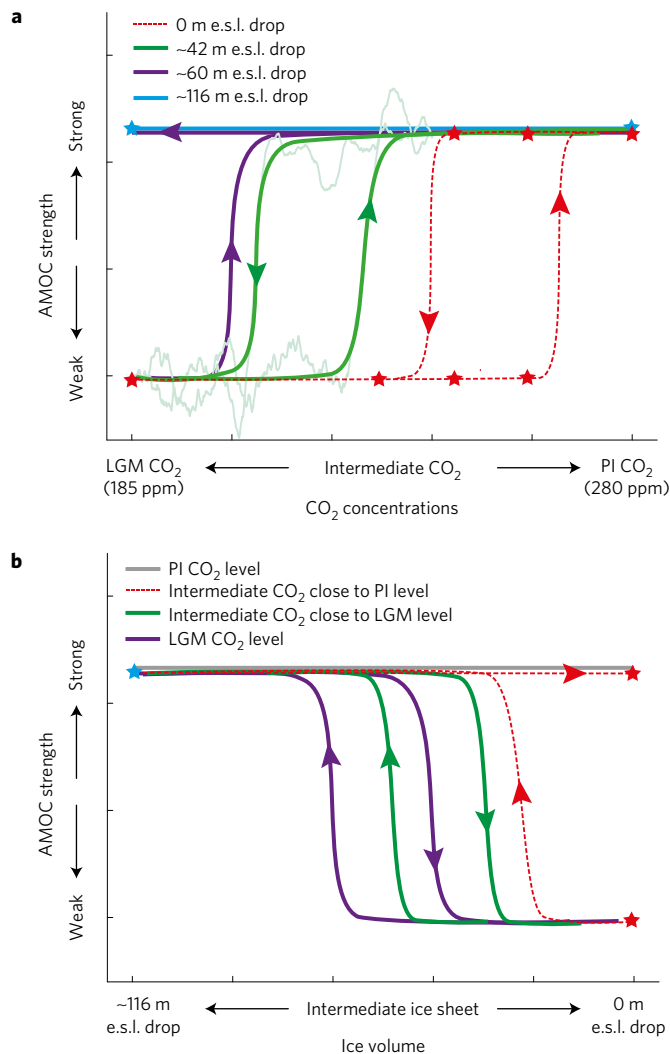 a
0 m e.s.l. drop
~42 m e.s.l. drop
~60 m e.s.l. drop
~116 m e.s.l. drop
Strong
AMOC strength
Weak
LGM CO₂
(185 ppm)
Intermediate CO₂
PI CO₂
(280 ppm)
CO₂ concentrations
b
PI CO₂ level
Intermediate CO₂ close to PI level
Intermediate CO₂ close to LGM level
LGM CO₂ level
Strong
AMOC strength
Weak
~116 m
e.s.l. drop
Intermediate ice sheet
0 m
e.s.l. drop
Ice volume